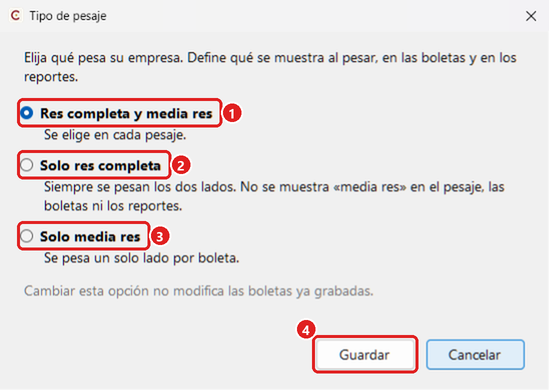 Tipo de pesaje
Elija qué pesa su empresa. Define qué se muestra al pesar, en las boletas y en los
reportes.
Res completa y media res 1
Se elige en cada pesaje.
Solo res completa 2
Siempre se pesan los dos lados. No se muestra «media res» en el pesaje, las
boletas ni los reportes.
Solo media res 3
Se pesa un solo lado por boleta.
Cambiar esta opción no modifica las boletas ya grabadas.
4
Guardar Cancelar